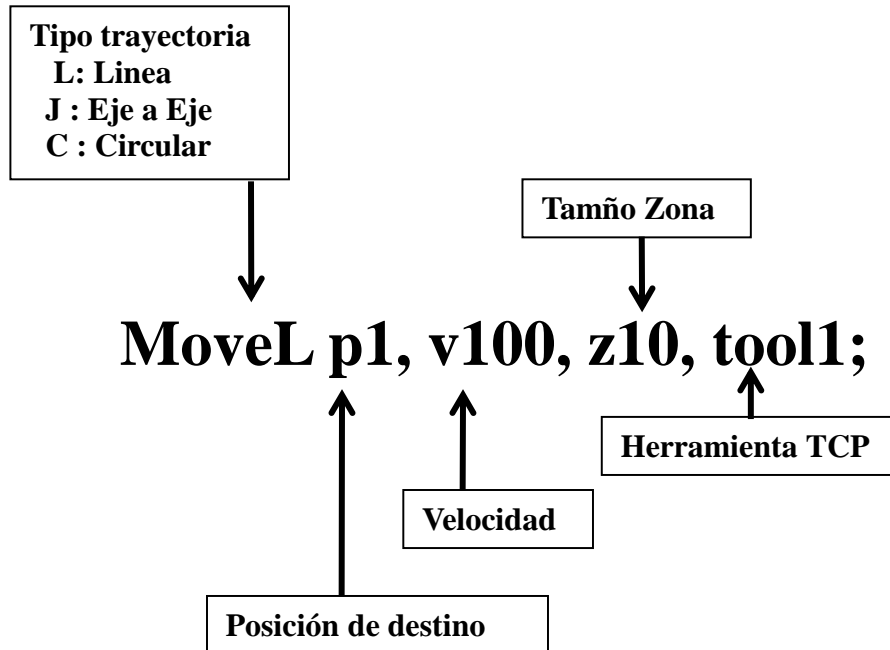 Tipo trayectoria
L: Linea
J : Eje a Eje
C : Circular
Tamño Zona
MoveL p1, v100, z10, tool1;
Herramienta TCP
Velocidad
Posición de destino